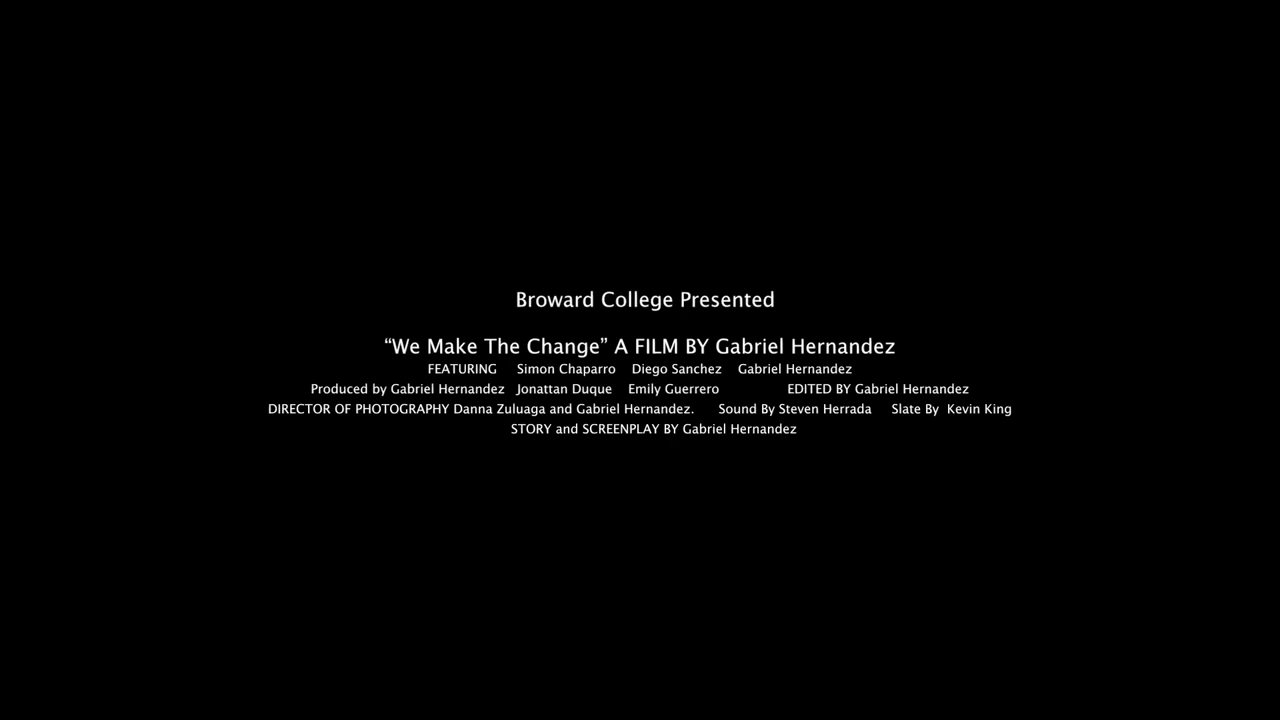 Broward College Presented
“We Make The Change” A FILM BY Gabriel Hernandez
FEATURING Simon Chaparro Diego Sanchez Gabriel Hernandez
Produced by Gabriel Hernandez Jonattan Duque Emily Guerrero EDITED BY Gabriel Hernandez
DIRECTOR OF PHOTOGRAPHY Danna Zuluaga and Gabriel Hernandez. Sound By Steven Herrada Slate By Kevin King
STORY and SCREENPLAY BY Gabriel Hernandez